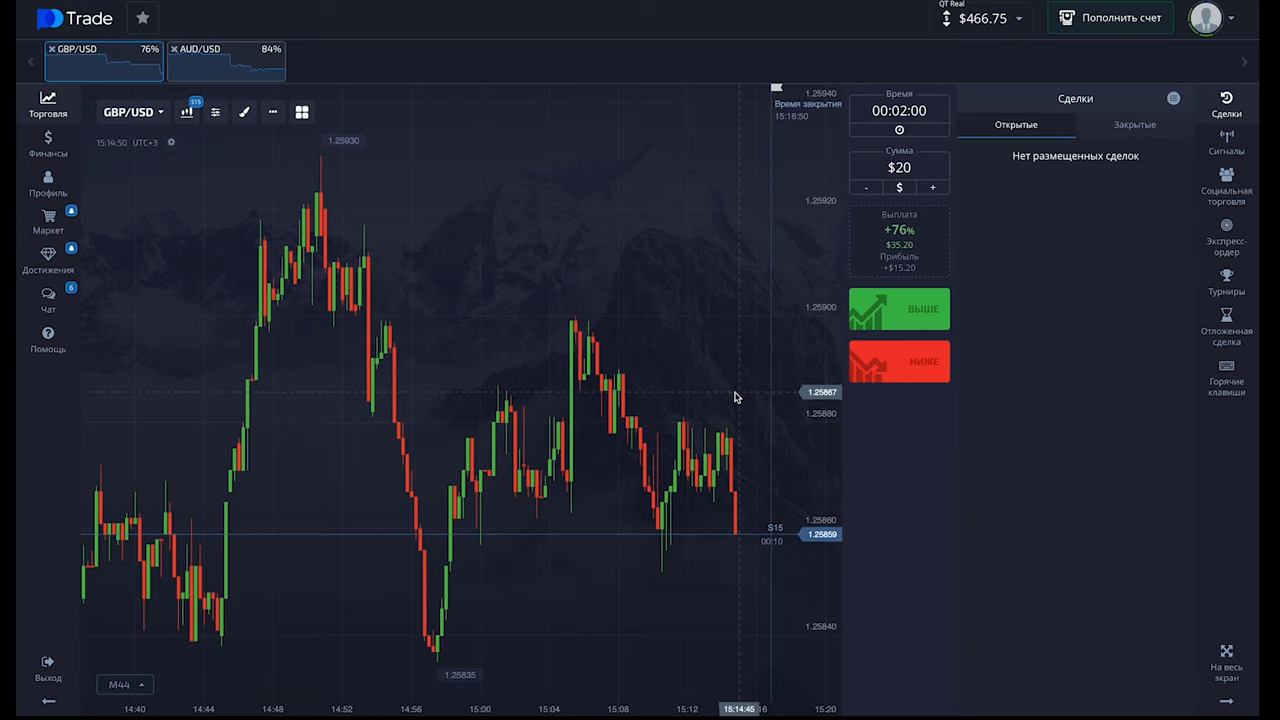 Trade
QT Real
$466.75
Пополнить счет
GBP/USD 76%
AUD/USD 84%
Торговля
Финансы
Профиль
Маркет
Достижения
6
Чат
Помощь
Выход
GBP/USD
S15
15:14:50 UTC+3
1.25930
1.25835
M44
Время закрытия
15:16:50
S15
00:10
1.25940
1.25920
1.25900
1.25887
1.25880
1.25860
1.25859
1.25840
14:40 14:44 14:48 14:52 14:56 15:00 15:04 15:08 15:12 15:14:45 16 15:20
Время
00:02:00
Сумма
$20
- $ +
Выплата
+76%
$35.20
Прибыль
+$15.20
ВЫШЕ
НИЖЕ
Сделки
Открытые Закрытые
Нет размещенных сделок
Сделки
Сигналы
Социальная
торговля
Экспресс-
ордер
Турниры
Отложенная
сделка
Горячие
клавиши
На весь
экран